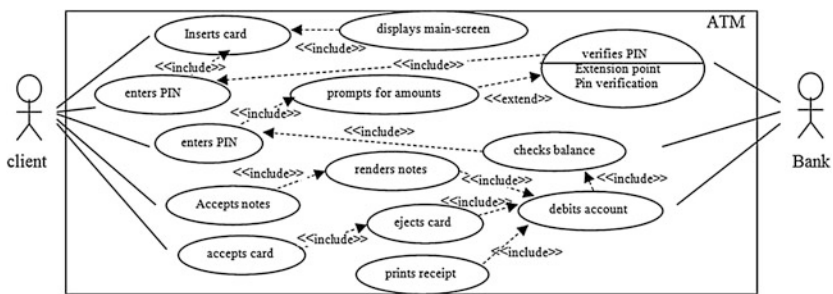 ATM
Inserts card
displays main-screen
<<include>>
verifies PIN
Extension point
Pin verification
<<include>>
<<include>>
enters PIN
prompts for amounts
<<extend>>
<<include>>
client
enters PIN
<<include>>
checks balance
Bank
renders notes
<<include>>
<<include>>
<<include>>
Accepts notes
<<include>>
ejects card
debits account
<<include>>
accepts card
<<include>>
prints receipt